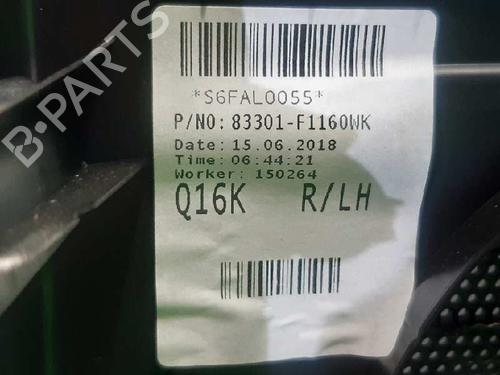 B-PARTS
*S6FAL0055*
P/NO: 83301-F1160WK
Date: 15.06.2018
Time: 06:44:21
Worker: 150264
Q16K R/LH